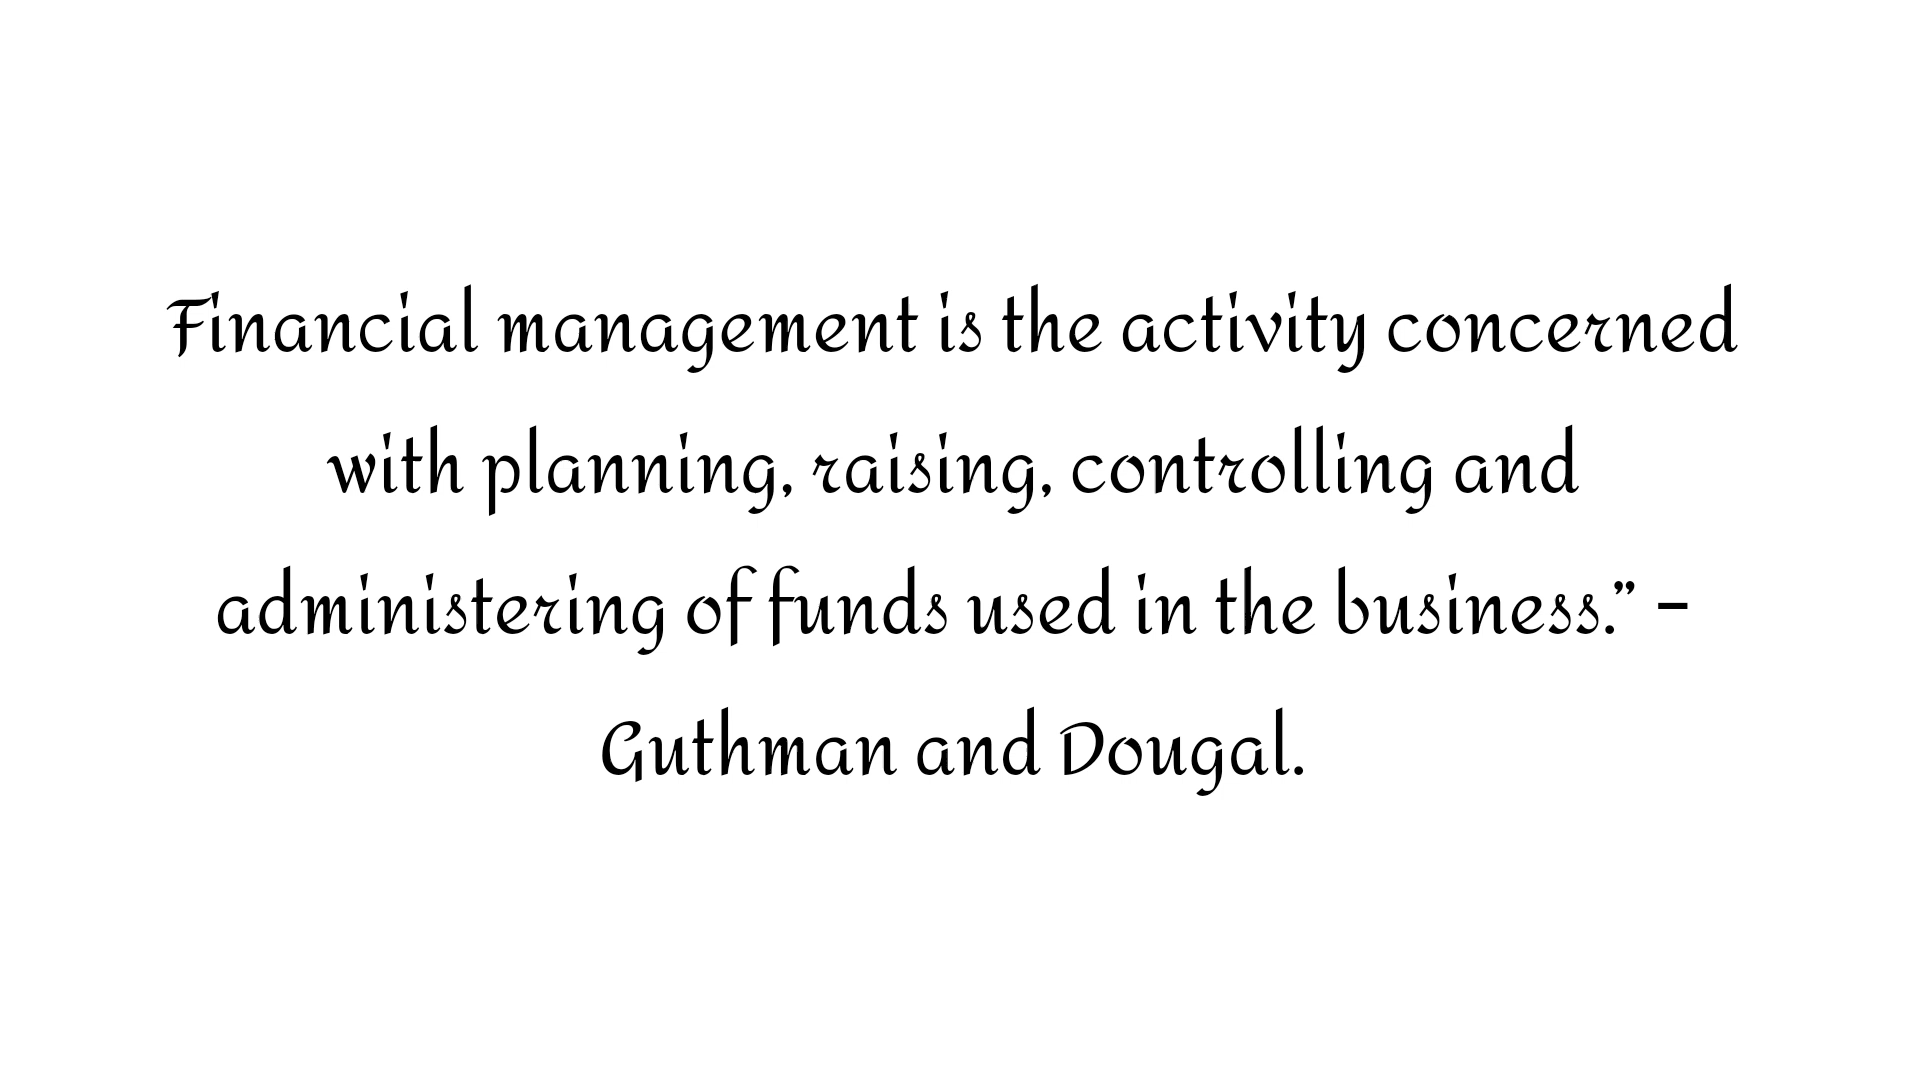 Financial management is the activity concerned
with planning, raising, controlling and
administering of funds used in the business.” –
Guthman and Dougal.